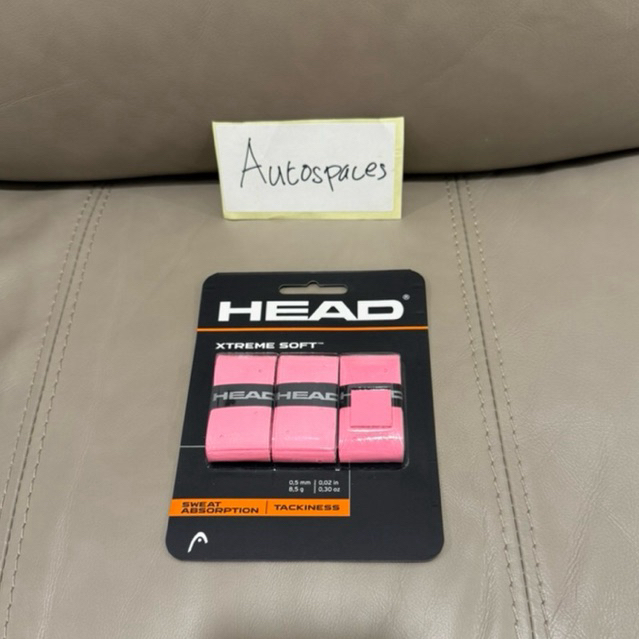 Autospaces
HEAD®
XTREME SOFT™
HEAD HEAD HEAD
0,5 mm | 0,02 in
8,5 g | 0,30 oz
SWEAT
ABSORPTION | TACKINESS